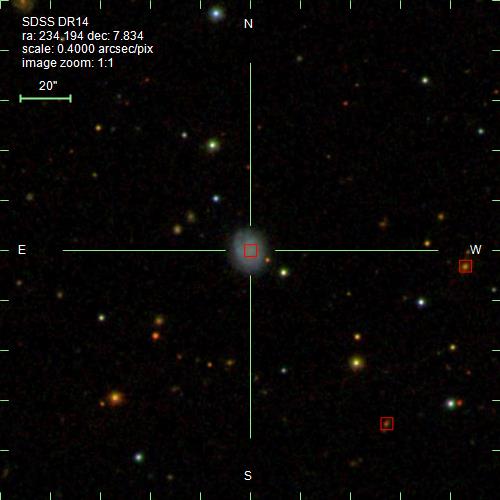 SDSS DR14
ra: 234.194 dec: 7.834
scale: 0.4000 arcsec/pix
image zoom: 1:1
20"
N
E
W
S